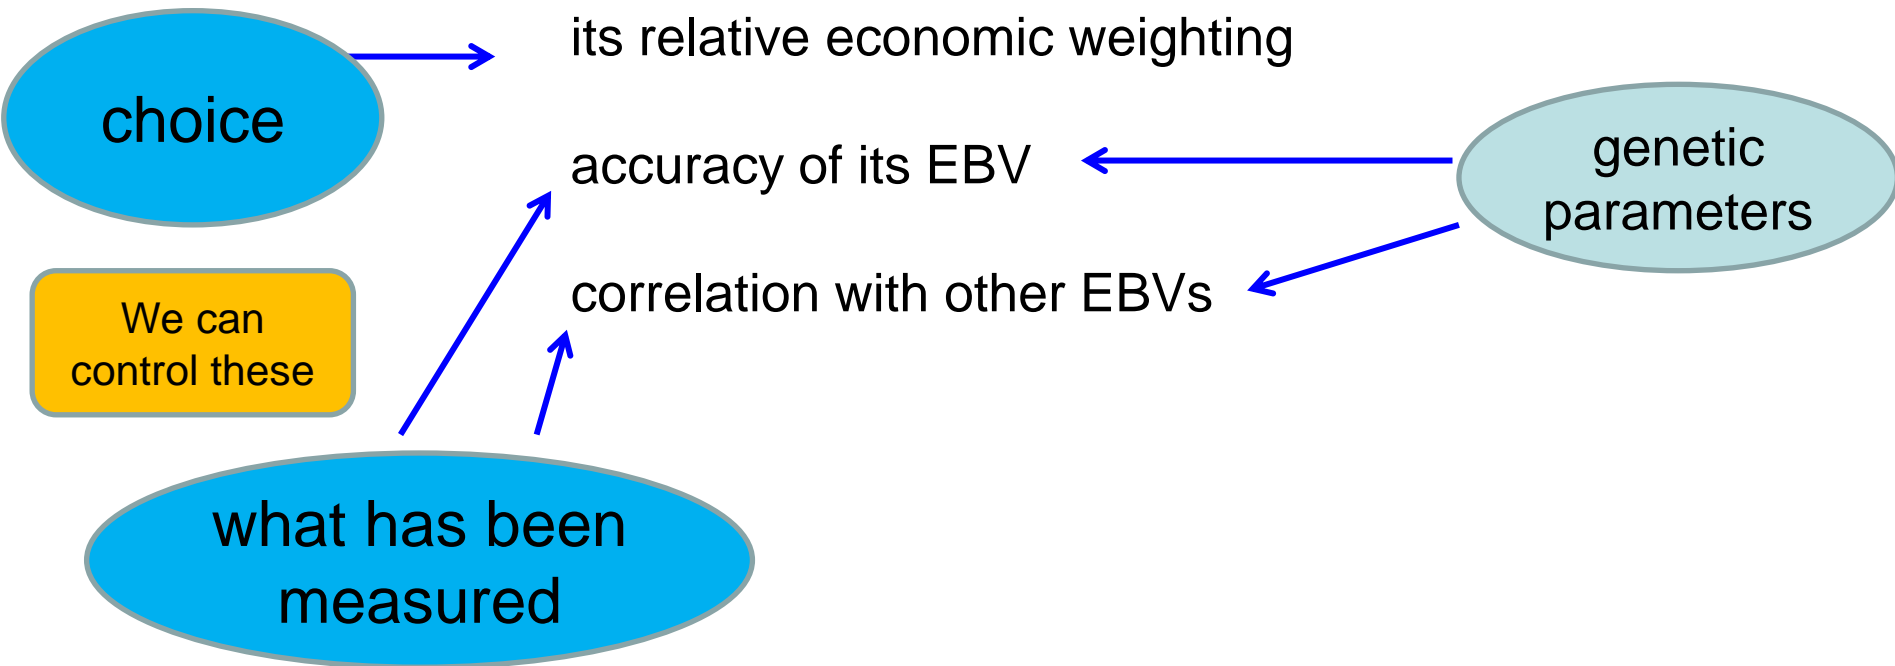 its relative economic weighting
choice
accuracy of its EBV
genetic
parameters
correlation with other EBVs
We can
control these
what has been
measured